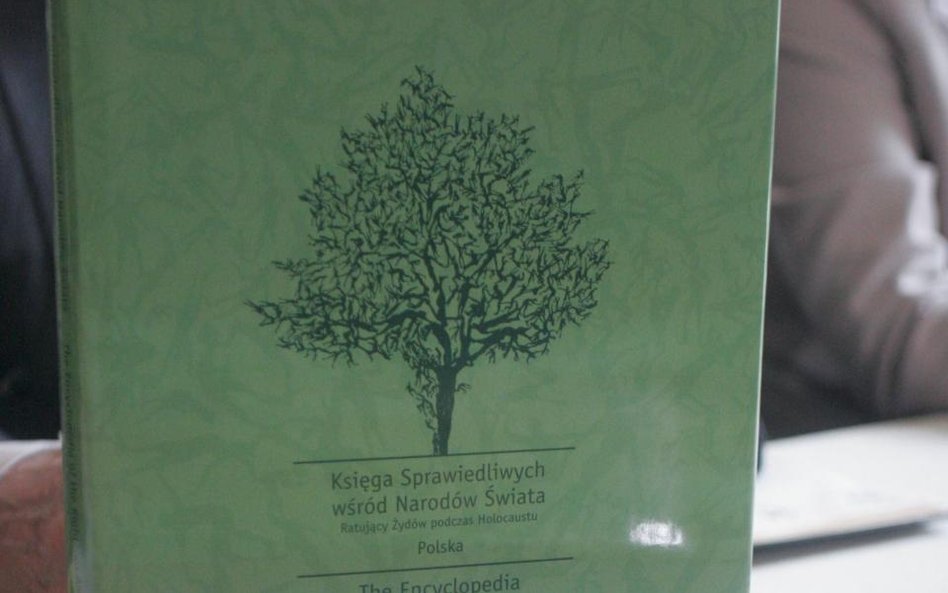 Księga Sprawiedliwych
wśród Narodów Świata
Ratujący Żydów podczas Holocaustu
Polska
The Encyclopedia